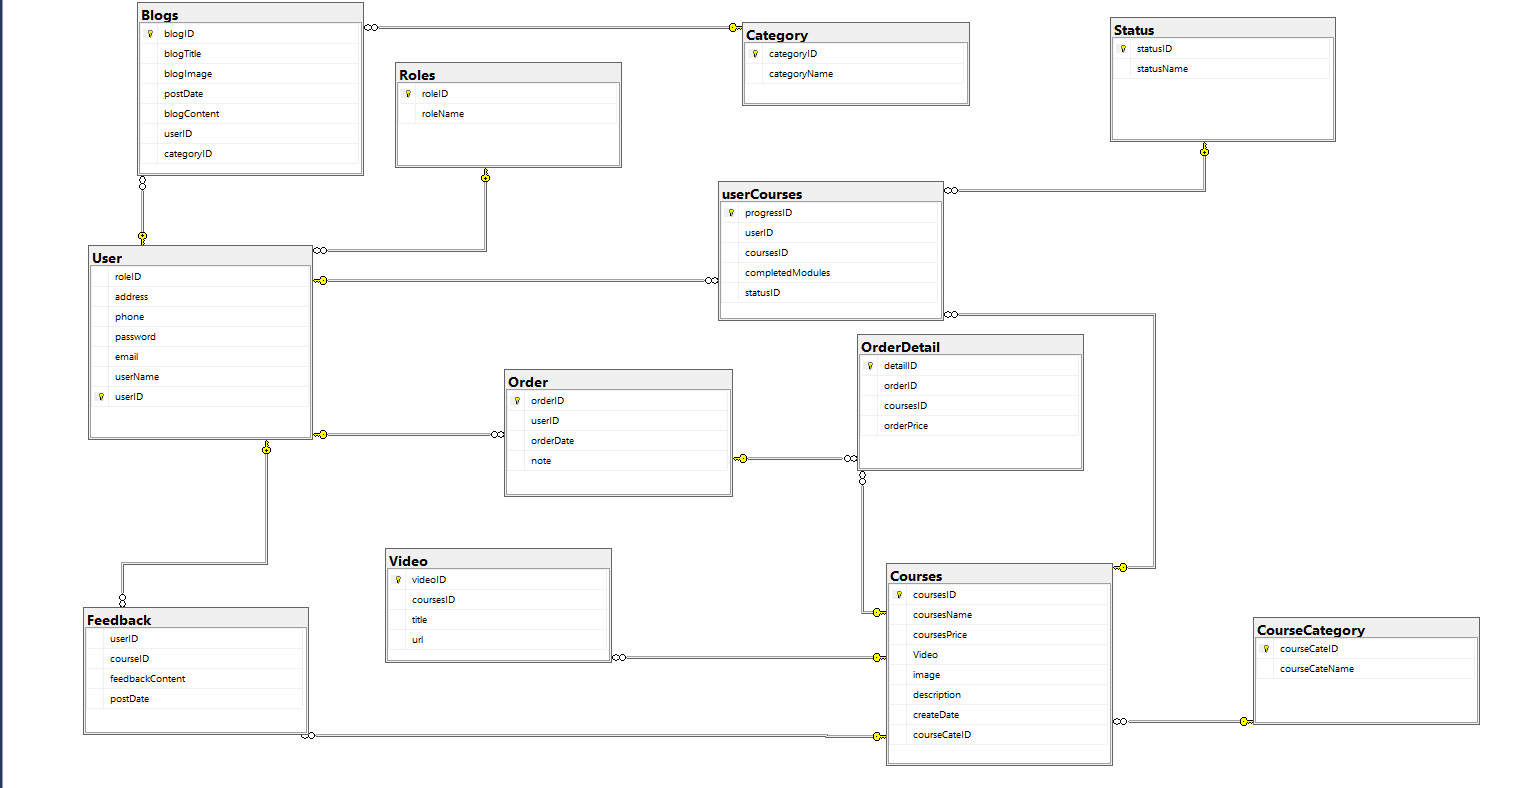 Blogs
blogID
blogTitle
blogImage
postDate
blogContent
userID
categoryID
Roles
roleID
roleName
Category
categoryID
categoryName
Status
statusID
statusName
userCourses
progressID
userID
coursesID
completedModules
statusID
User
roleID
address
phone
password
email
userName
userID
Order
orderID
userID
orderDate
note
OrderDetail
detailID
orderID
coursesID
orderPrice
Video
videoID
coursesID
title
url
Courses
coursesID
coursesName
coursesPrice
Video
image
description
createDate
courseCateID
CourseCategory
courseCateID
courseCateName
Feedback
userID
courseID
feedbackContent
postDate